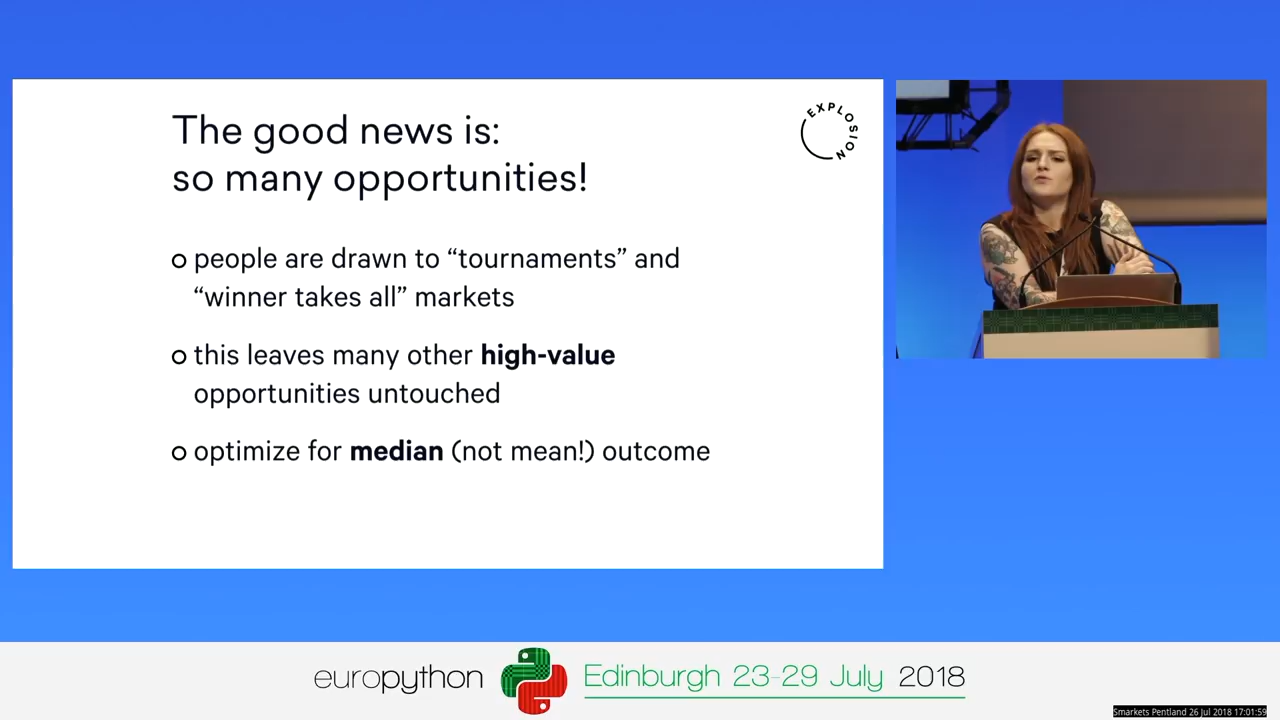 The good news is:
so many opportunities!
EXPLOSION
o people are drawn to “tournaments” and
“winner takes all” markets
o this leaves many other high-value
opportunities untouched
o optimize for median (not mean!) outcome
europython
Edinburgh 23-29 July 2018
Smarkets Pentland 26 Jul 2018 17:01:59